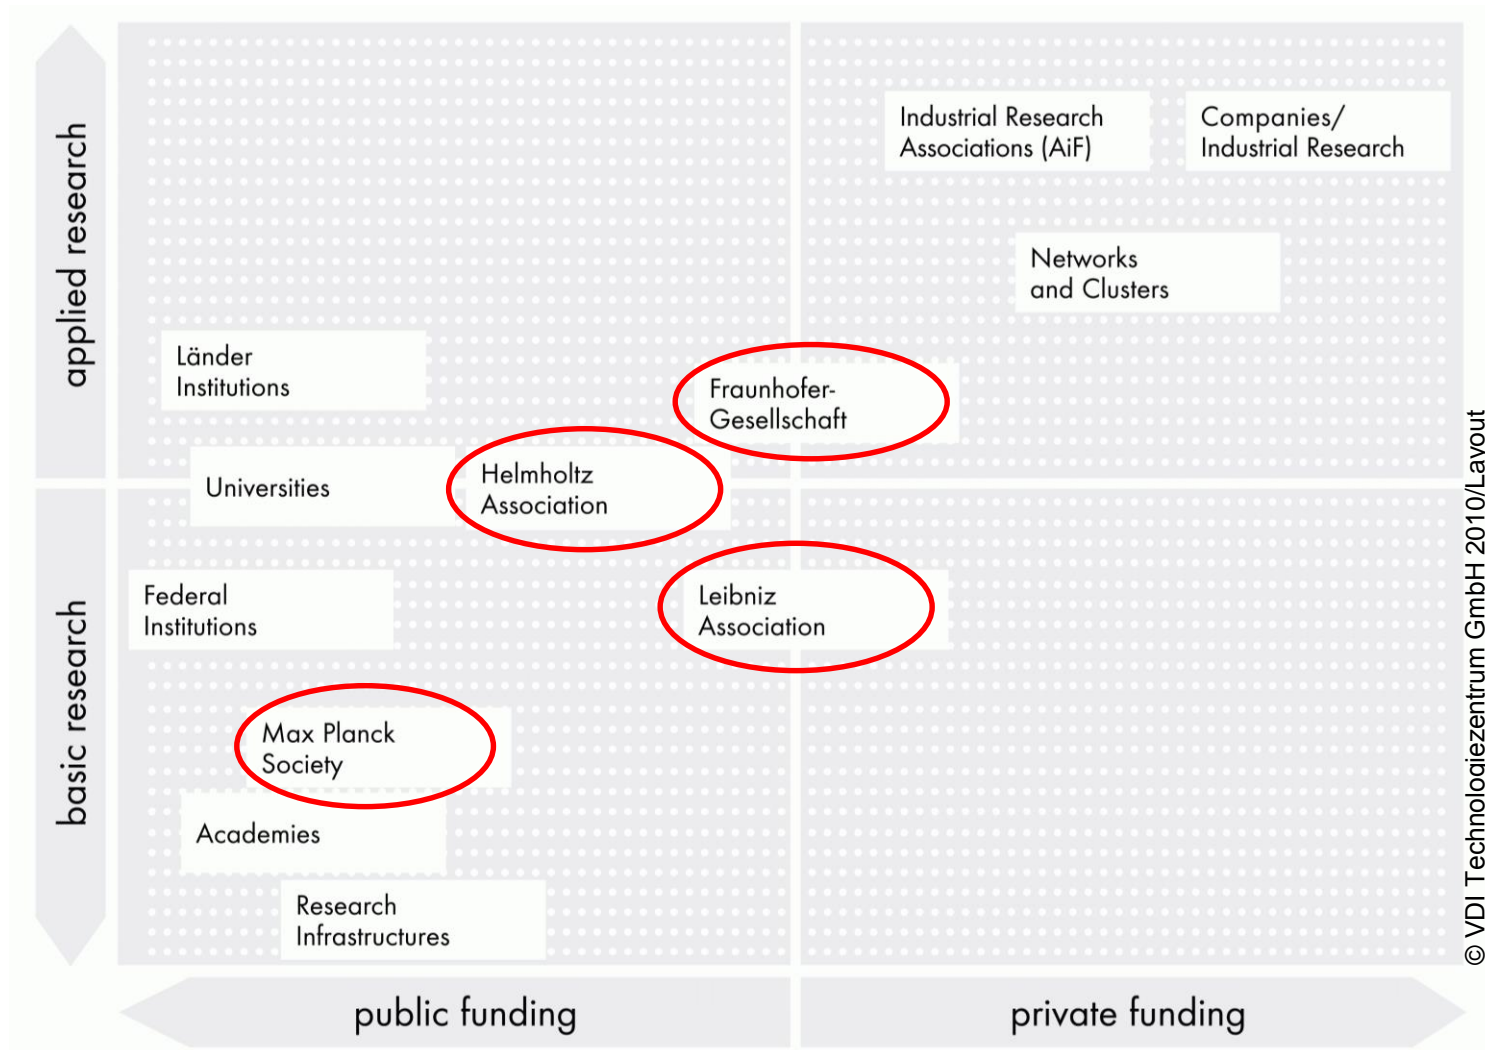 applied research
basic research
Industrial Research
Associations (AiF)
Companies/
Industrial Research
Networks
and Clusters
Länder
Institutions
Fraunhofer-
Gesellschaft
Universities
Helmholtz
Association
Federal
Institutions
Leibniz
Association
Max Planck
Society
Academies
Research
Infrastructures
public funding
private funding
© VDI Technologiezentrum GmbH 2010/Layout